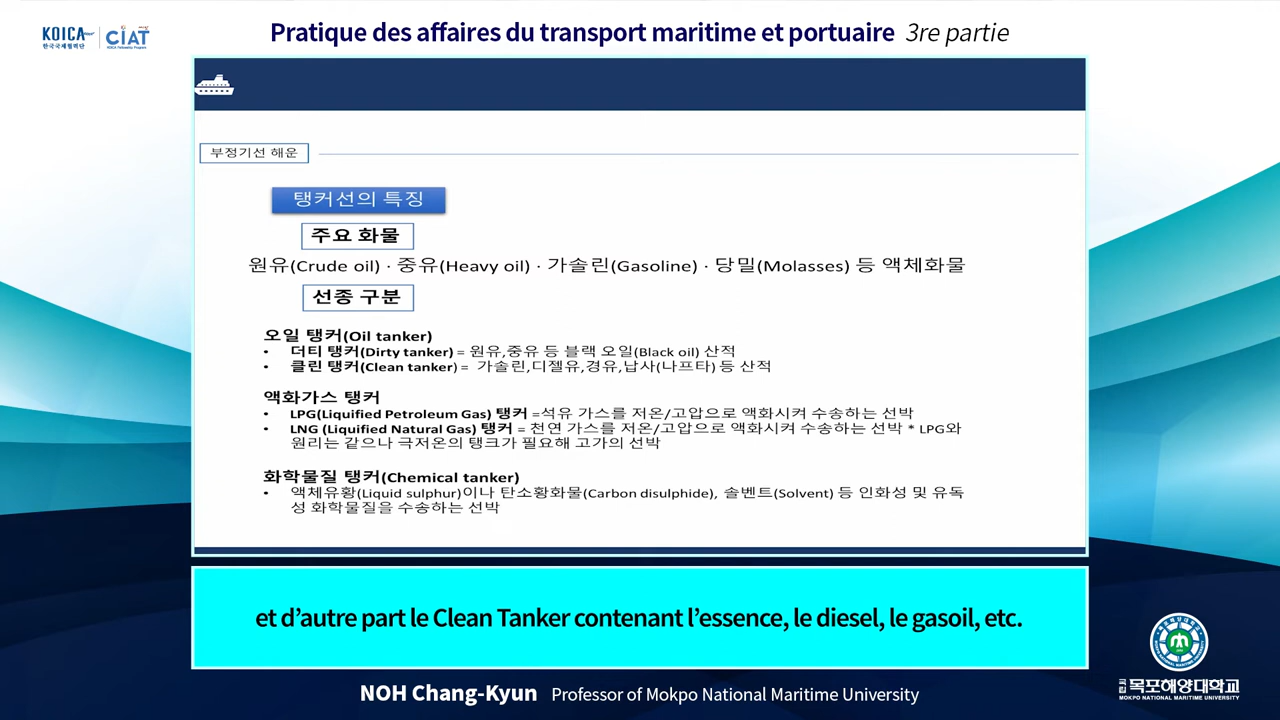 KOICA
한국국제협력단
CIAT
KOICA Fellowship Program
Pratique des affaires du transport maritime et portuaire 3re partie
부정기선 해운
탱커선의 특징
주요 화물
원유(Crude oil) · 중유(Heavy oil) · 가솔린(Gasoline) · 당밀(Molasses) 등 액체화물
선종 구분
오일 탱커(Oil tanker)
• 더티 탱커(Dirty tanker) = 원유,중유 등 블랙 오일(Black oil) 산적
• 클린 탱커(Clean tanker) = 가솔린,디젤유,경유,납사(나프타) 등 산적
액화가스 탱커
• LPG(Liquified Petroleum Gas) 탱커 =석유 가스를 저온/고압으로 액화시켜 수송하는 선박
• LNG (Liquified Natural Gas) 탱커 = 천연 가스를 저온/고압으로 액화시켜 수송하는 선박 * LPG와
원리는 같으나 극저온의 탱크가 필요해 고가의 선박
화학물질 탱커(Chemical tanker)
• 액체유황(Liquid sulphur)이나 탄소황화물(Carbon disulphide), 솔벤트(Solvent) 등 인화성 및 유독
성 화학물질을 수송하는 선박
et d’autre part le Clean Tanker contenant l’essence, le diesel, le gasoil, etc.
NOH Chang-Kyun Professor of Mokpo National Maritime University
국립 목포해양대학교
MOKPO NATIONAL MARITIME UNIVERSITY